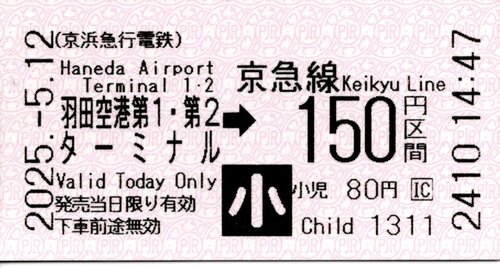 2025.-5.12
(京浜急行電鉄)
Haneda Airport
Terminal 1·2
羽田空港第1・第2
ターミナル
➡
京急線 Keikyu Line
150円区間
Valid Today Only
発売当日限り有効
下車前途無効
小
小児 80円 IC
Child 1311
2410 14:47